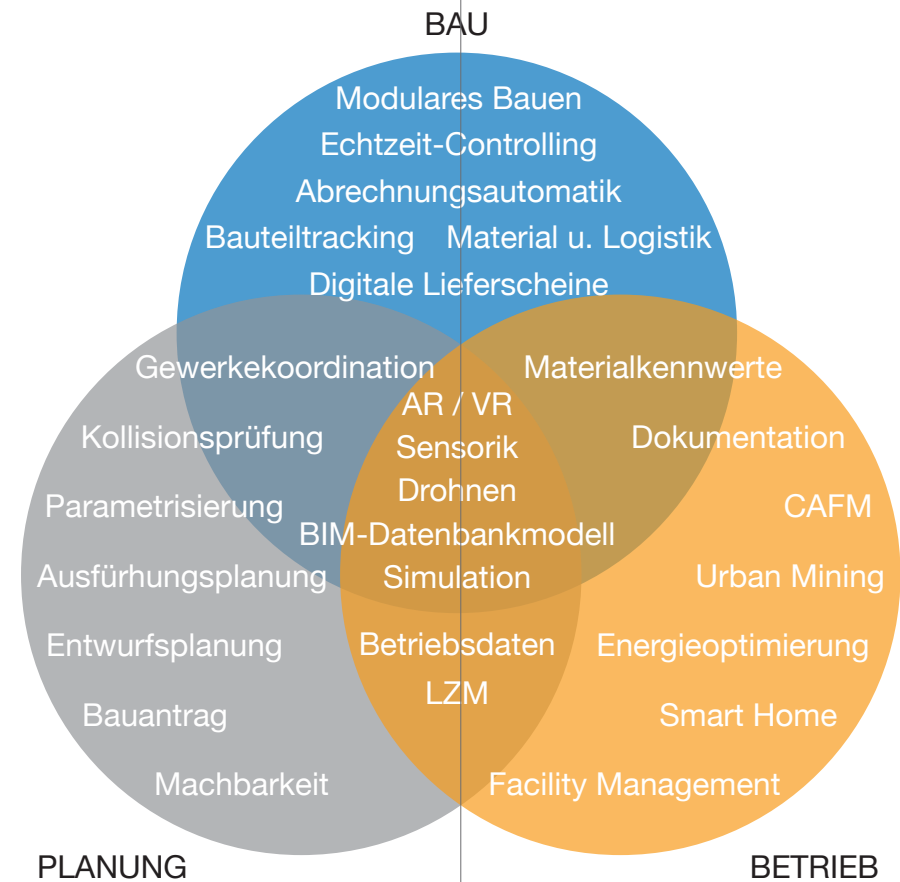 BAU
Modulares Bauen
Echtzeit-Controlling
Abrechnungsautomatik
Bauteiltracking Material u. Logistik
Digitale Lieferscheine
Gewerkekoordination Materialkennwerte
AR / VR
Kollisionsprüfung Sensorik Dokumentation
Drohnen
Parametrisierung CAFM
BIM-Datenbankmodell
Ausfürhungsplanung Simulation Urban Mining
Entwurfsplanung Betriebsdaten Energieoptimierung
LZM
Bauantrag Smart Home
Machbarkeit Facility Management
PLANUNG BETRIEB